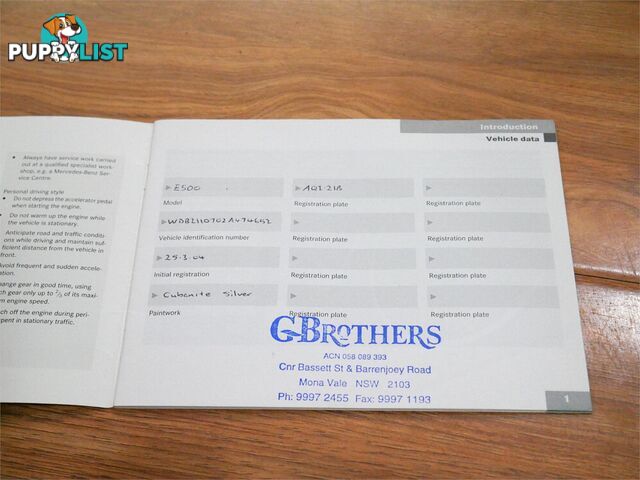 PUPPYLIST
Always have service work carried
out at a qualified specialist work-
shop, e.g. a Mercedes-Benz Ser-
vice Centre.
Personal driving style
Do not depress the accelerator pedal
when starting the engine.
Do not warm up the engine while
the vehicle is stationary.
Anticipate road and traffic condit-
ions while driving and maintain suf-
ficient distance from the vehicle in
front.
Avoid frequent and sudden accele-
ration.
hange gear in good time, using
ch gear only up to 2/3 of its maxi-
m engine speed.
ch off the engine during peri-
pent in stationary traffic.
Introduction
Vehicle data
E500
Model
Registration plate
Registration plate
Vehicle identification number
Registration plate
Registration plate
25.3.04
Initial registration
Registration plate
Registration plate
Cubanite Silver
Paintwork
Registration plate
Registration plate
G BROTHERS
ACN 058 089 393
Cnr Bassett St & Barrenjoey Road
Mona Vale NSW 2103
Ph: 9997 2455 Fax: 9997 1193
1